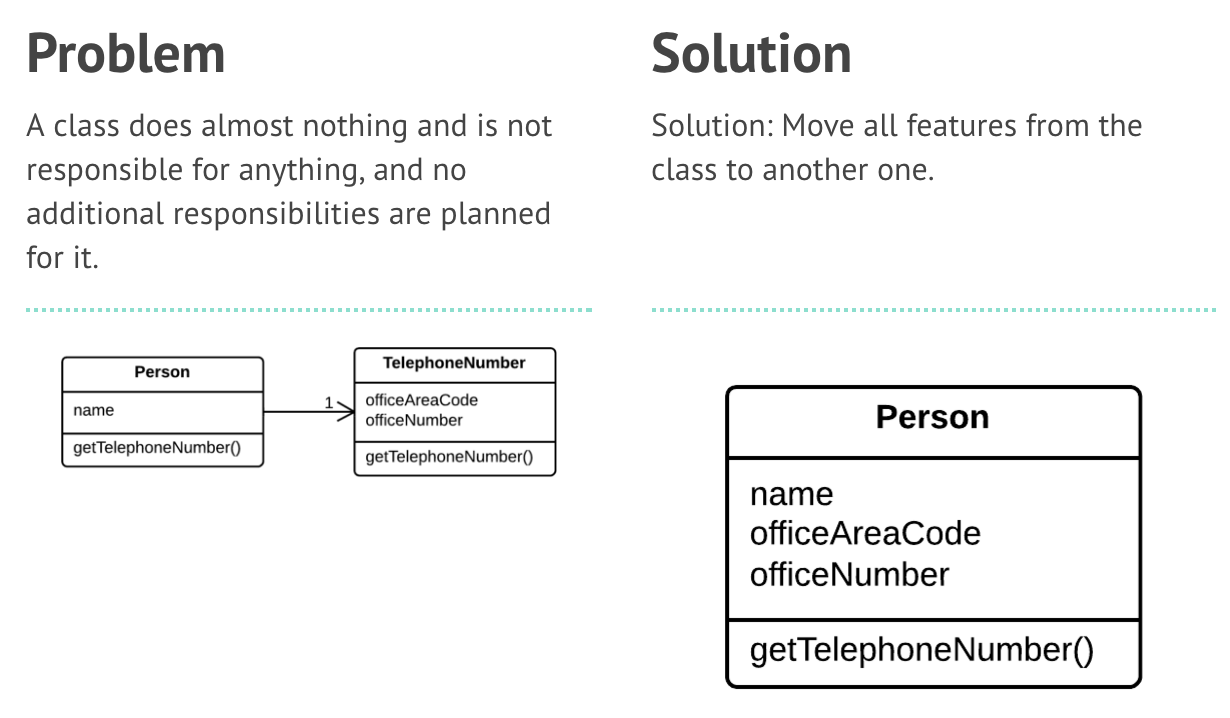 Problem
A class does almost nothing and is not
responsible for anything, and no
additional responsibilities are planned
for it.
Person
name
getTelephoneNumber()
1
TelephoneNumber
officeAreaCode
officeNumber
getTelephoneNumber()
Solution
Solution: Move all features from the
class to another one.
Person
name
officeAreaCode
officeNumber
getTelephoneNumber()